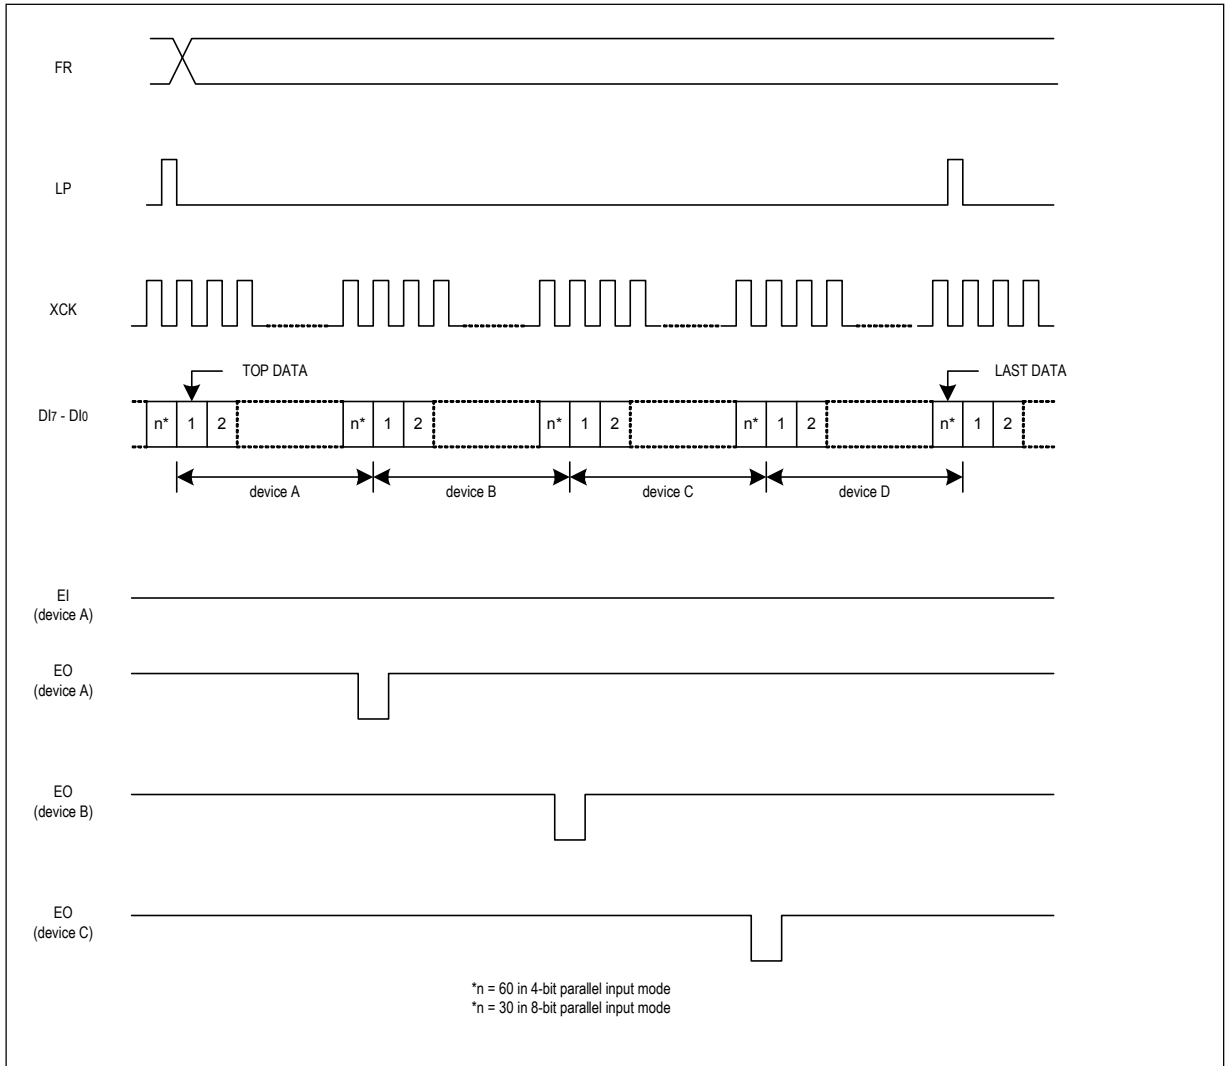 FR
LP
XCK
TOP DATA
LAST DATA
DI7 - DI0
n* 1 2 n* 1 2 n* 1 2 n* 1 2 n* 1 2
device A device B device C device D
EI
(device A)
EO
(device A)
EO
(device B)
EO
(device C)
*n = 60 in 4-bit parallel input mode
*n = 30 in 8-bit parallel input mode